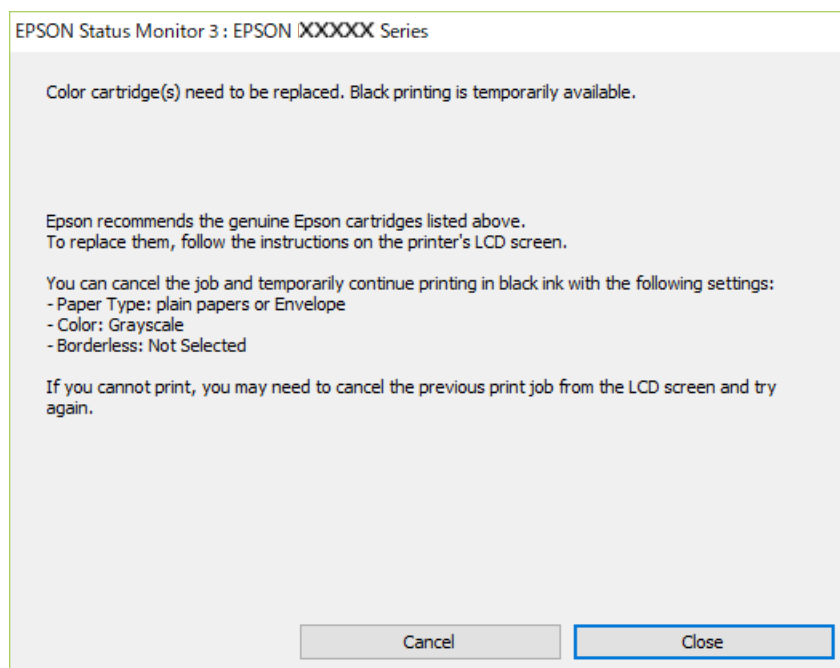 EPSON Status Monitor 3 : EPSON XXXXX Series
Color cartridge(s) need to be replaced. Black printing is temporarily available.
Epson recommends the genuine Epson cartridges listed above.
To replace them, follow the instructions on the printer's LCD screen.
You can cancel the job and temporarily continue printing in black ink with the following settings:
- Paper Type: plain papers or Envelope
- Color: Grayscale
- Borderless: Not Selected
If you cannot print, you may need to cancel the previous print job from the LCD screen and try
again.
Cancel
Close